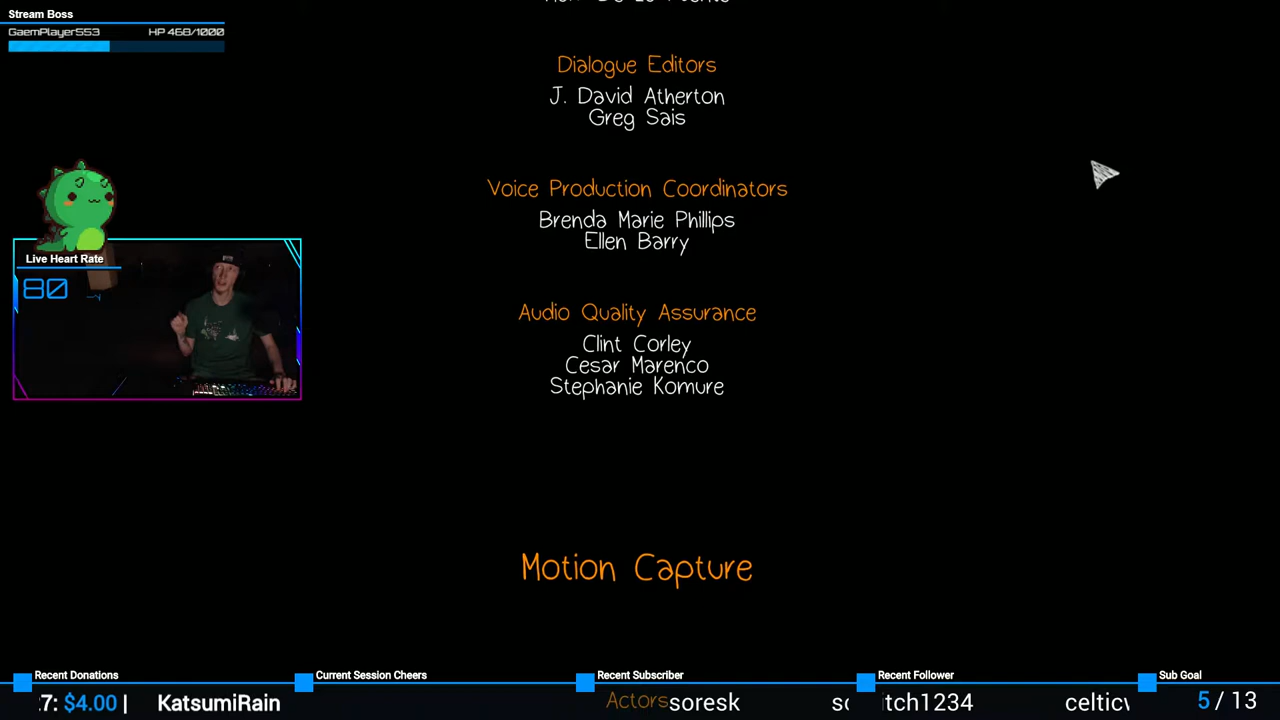 Stream Boss
GaemPlayer553 HP 468/1000
Dialogue Editors
J. David Atherton
Greg Sais
Voice Production Coordinators
Brenda Marie Phillips
Ellen Barry
Live Heart Rate
80
Audio Quality Assurance
Clint Corley
Cesar Marenco
Stephanie Komure
Motion Capture
Actors
Recent Donations
7: $4.00 | KatsumiRain
Current Session Cheers
Recent Subscriber
soresk
Recent Follower
itch1234
Sub Goal
5 / 13